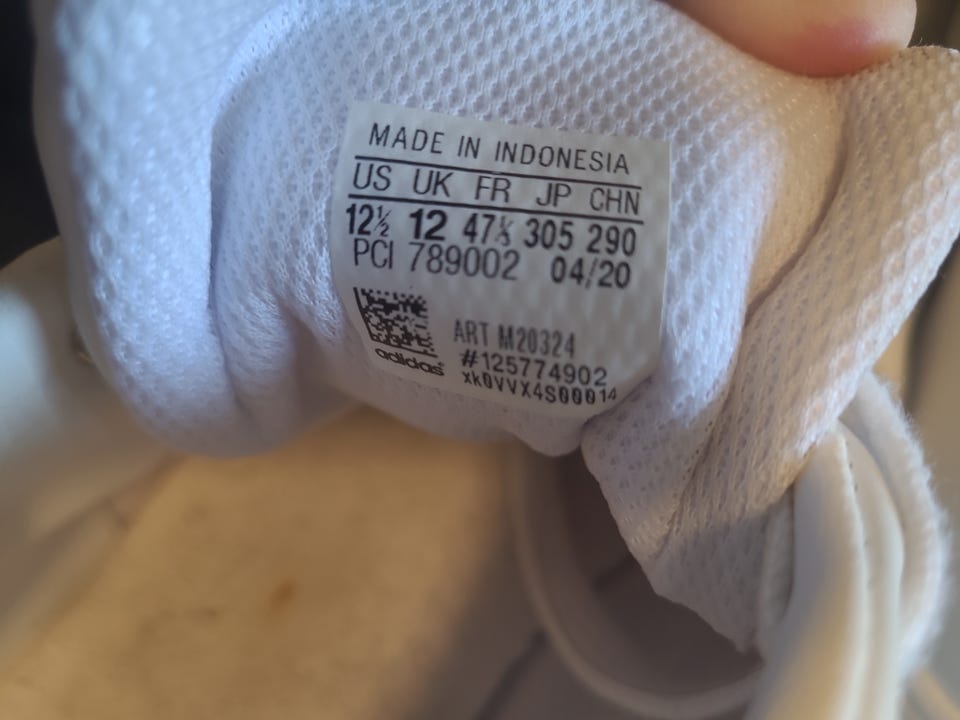 MADE IN INDONESIA
US UK FR JP CHN
12½ 12 47⅓ 305 290
PCI 789002 04/20
ART M20324
#125774902
adidas
xk0VVX4S00014